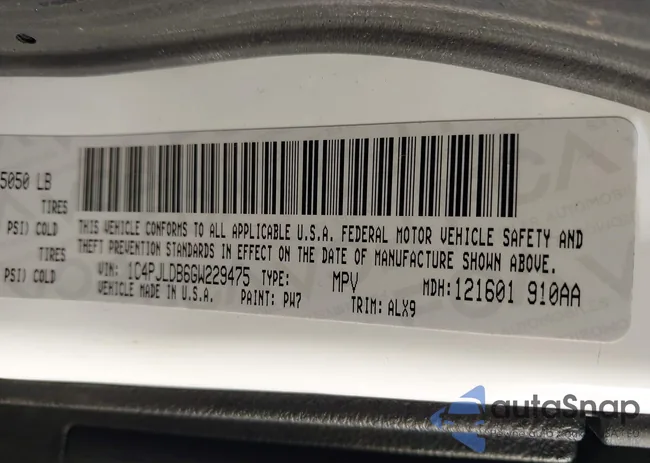 5050 LB
TIRES
PSI) COLD
TIRES
PSI) COLD
THIS VEHICLE CONFORMS TO ALL APPLICABLE U.S.A. FEDERAL MOTOR VEHICLE SAFETY AND
THEFT PREVENTION STANDARDS IN EFFECT ON THE DATE OF MANUFACTURE SHOWN ABOVE.
VIN: 1C4PJLDB6GW229475 TYPE: MPV MDH:121601 910AA
VEHICLE MADE IN U.S.A. PAINT: PW7 TRIM: ALX9
autoSnap